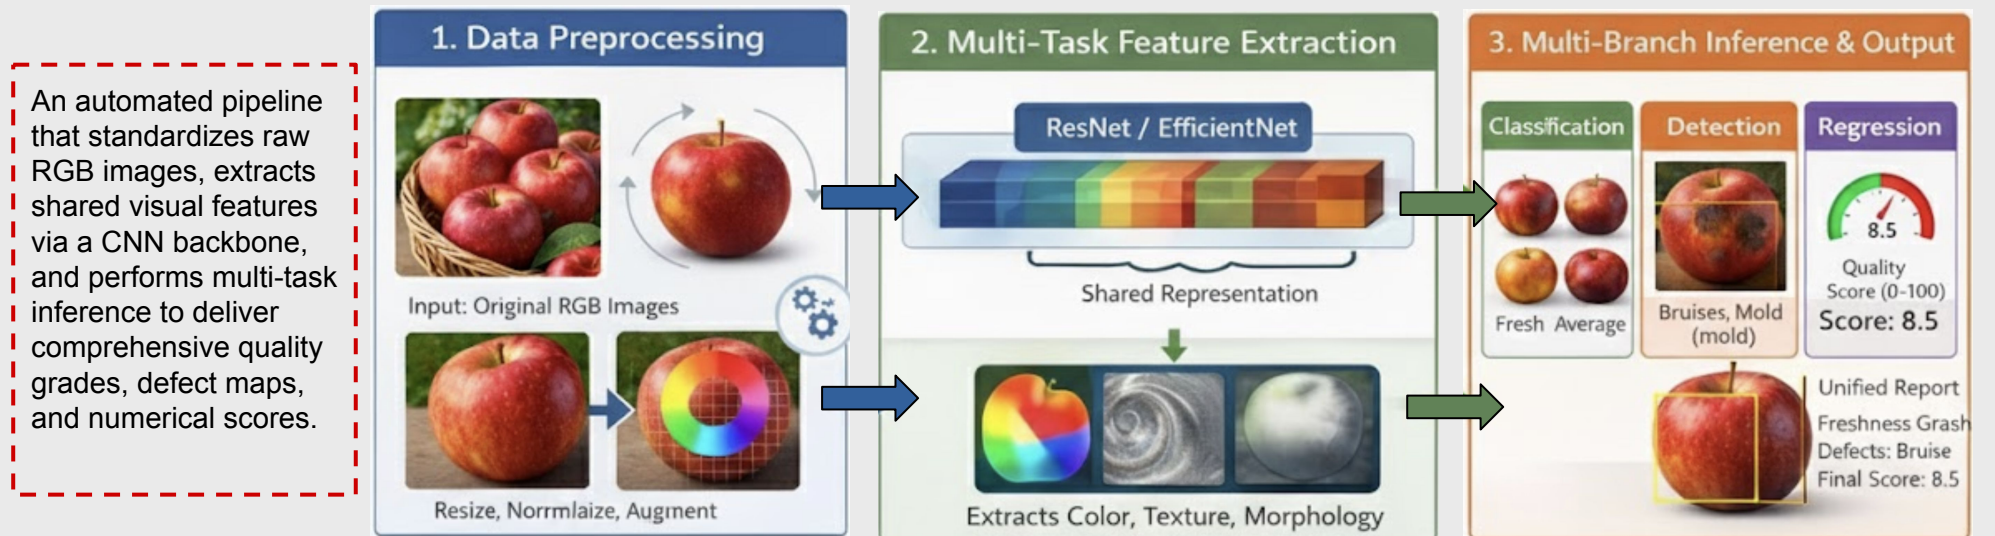 An automated pipeline
that standardizes raw
RGB images, extracts
shared visual features
via a CNN backbone,
and performs multi-task
inference to deliver
comprehensive quality
grades, defect maps,
and numerical scores.
1. Data Preprocessing
Input: Original RGB Images
Resize, Norrmlaize, Augment
2. Multi-Task Feature Extraction
ResNet / EfficientNet
Shared Representation
Extracts Color, Texture, Morphology
3. Multi-Branch Inference & Output
Classification
Fresh Average
Detection
Bruises, Mold
(mold)
Regression
8.5
Quality
Score (0-100)
Score: 8.5
Unified Report
Freshness Grash
Defects: Bruise
Final Score: 8.5